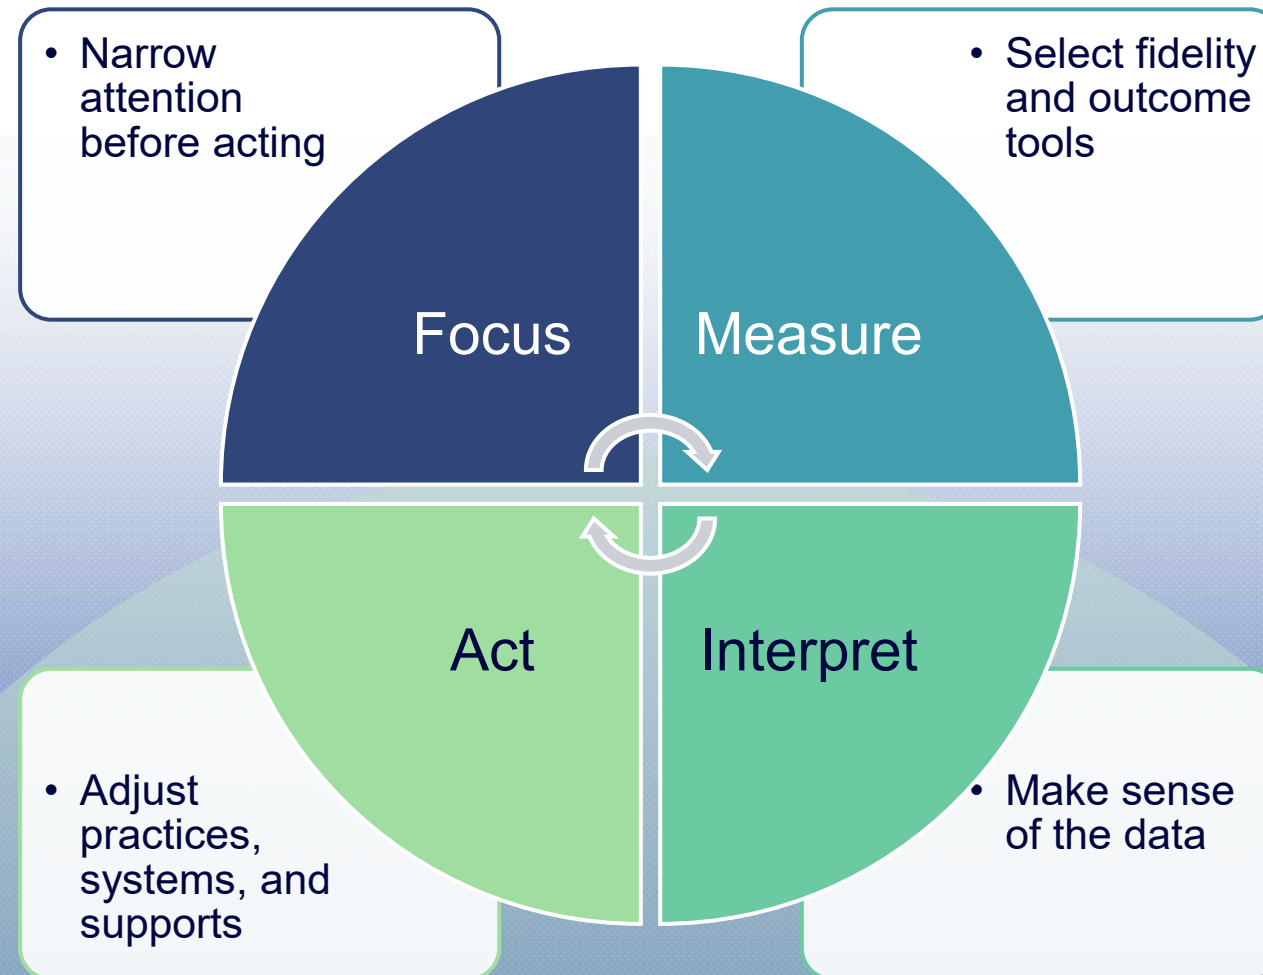 • Narrow
attention
before acting
• Select fidelity
and outcome
tools
Focus
Measure
Act
Interpret
• Adjust
practices,
systems, and
supports
• Make sense
of the data